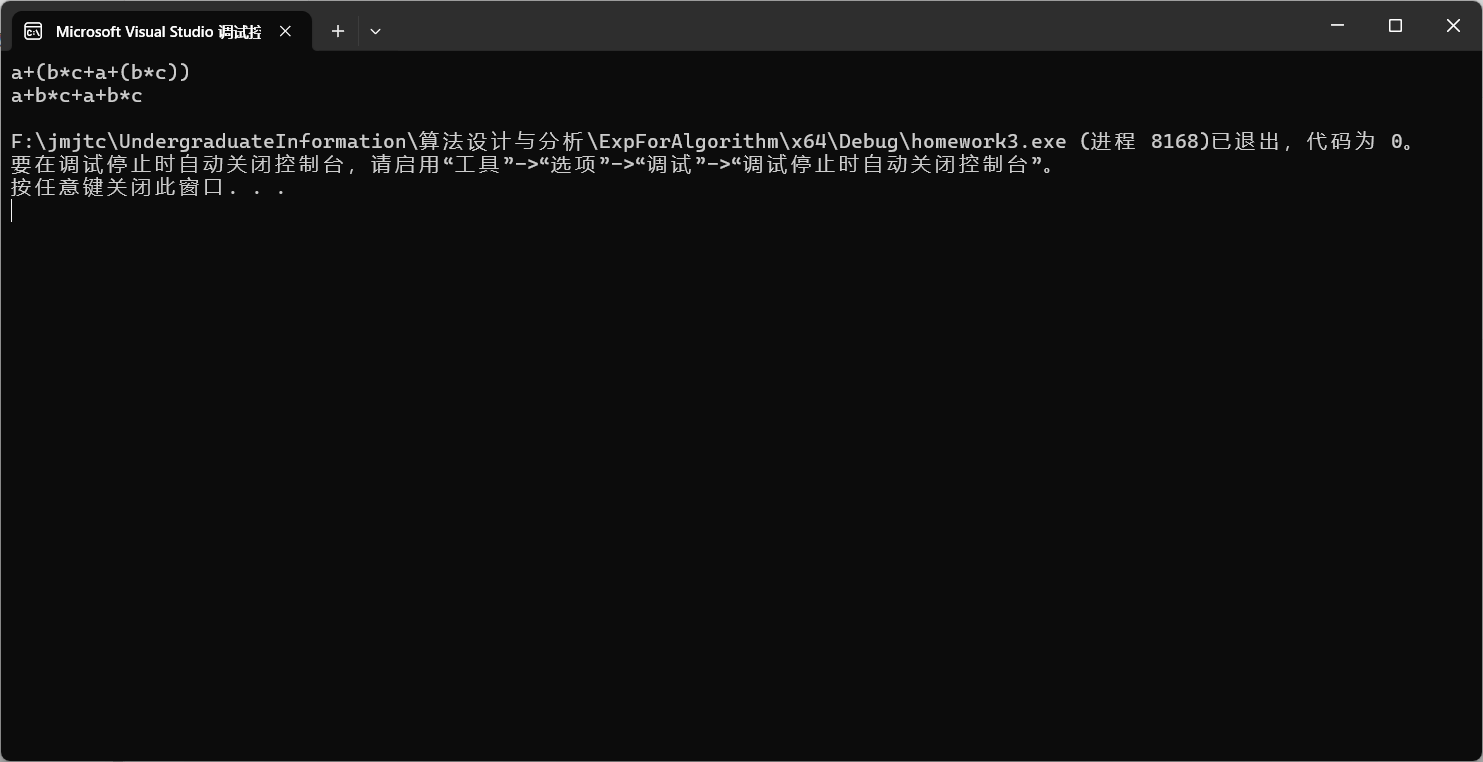 Microsoft Visual Studio 调试控
a+(b*c+a+(b*c))
a+b*c+a+b*c
F:\jmjtc\UndergraduateInformation\算法设计与分析\ExpForAlgorithm\x64\Debug\homework3.exe (进程 8168)已退出，代码为 0。
要在调试停止时自动关闭控制台，请启用“工具”->“选项”->“调试”->“调试停止时自动关闭控制台”。
按任意键关闭此窗口. . .